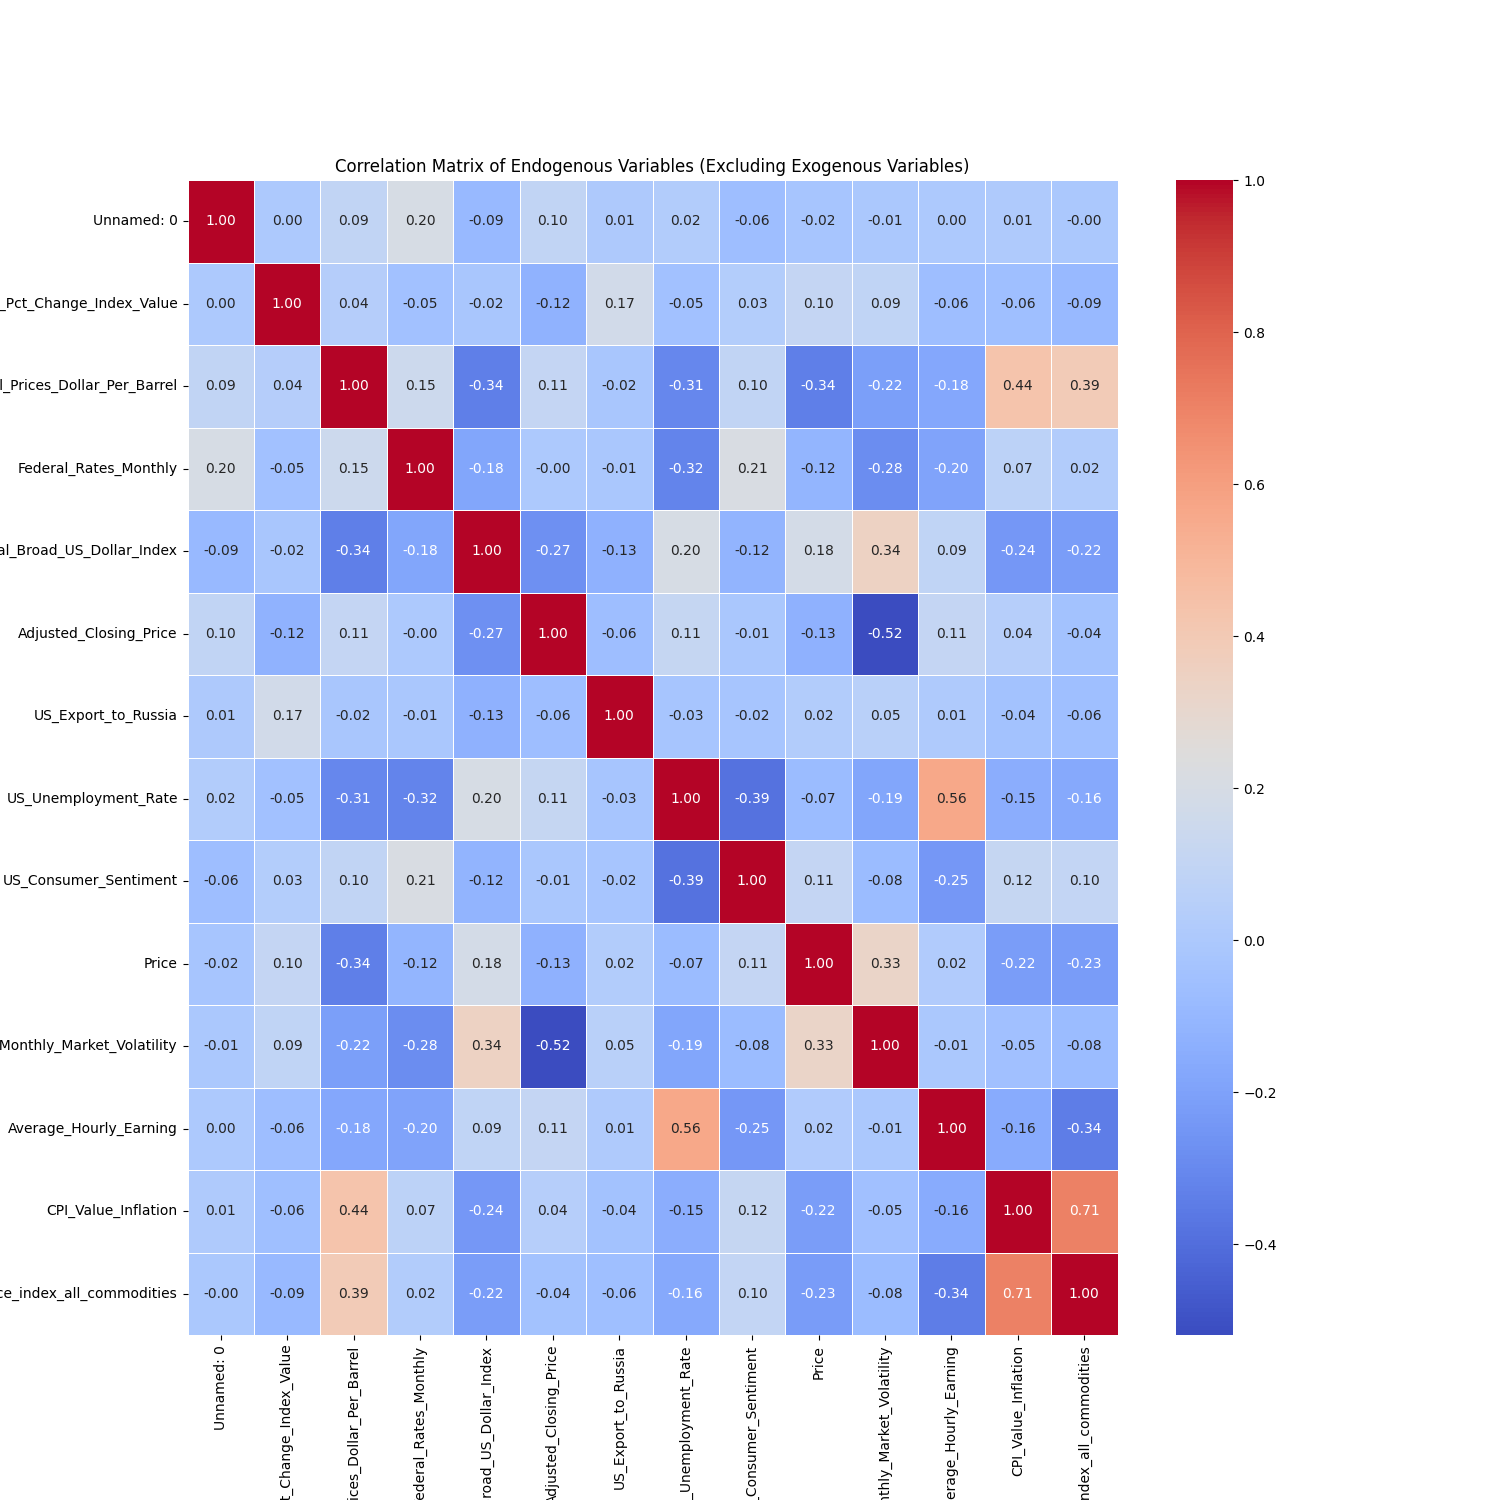 Correlation Matrix of Endogenous Variables (Excluding Exogenous Variables)
Unnamed: 0 1.00 0.00 0.09 0.20 -0.09 0.10 0.01 0.02 -0.06 -0.02 -0.01 0.00 0.01 -0.00
_Pct_Change_Index_Value 0.00 1.00 0.04 -0.05 -0.02 -0.12 0.17 -0.05 0.03 0.10 0.09 -0.06 -0.06 -0.09
l_Prices_Dollar_Per_Barrel 0.09 0.04 1.00 0.15 -0.34 0.11 -0.02 -0.31 0.10 -0.34 -0.22 -0.18 0.44 0.39
Federal_Rates_Monthly 0.20 -0.05 0.15 1.00 -0.18 -0.00 -0.01 -0.32 0.21 -0.12 -0.28 -0.20 0.07 0.02
al_Broad_US_Dollar_Index -0.09 -0.02 -0.34 -0.18 1.00 -0.27 -0.13 0.20 -0.12 0.18 0.34 0.09 -0.24 -0.22
Adjusted_Closing_Price 0.10 -0.12 0.11 -0.00 -0.27 1.00 -0.06 0.11 -0.01 -0.13 -0.52 0.11 0.04 -0.04
US_Export_to_Russia 0.01 0.17 -0.02 -0.01 -0.13 -0.06 1.00 -0.03 -0.02 0.02 0.05 0.01 -0.04 -0.06
US_Unemployment_Rate 0.02 -0.05 -0.31 -0.32 0.20 0.11 -0.03 1.00 -0.39 -0.07 -0.19 0.56 -0.15 -0.16
US_Consumer_Sentiment -0.06 0.03 0.10 0.21 -0.12 -0.01 -0.02 -0.39 1.00 0.11 -0.08 -0.25 0.12 0.10
Price -0.02 0.10 -0.34 -0.12 0.18 -0.13 0.02 -0.07 0.11 1.00 0.33 0.02 -0.22 -0.23
Monthly_Market_Volatility -0.01 0.09 -0.22 -0.28 0.34 -0.52 0.05 -0.19 -0.08 0.33 1.00 -0.01 -0.05 -0.08
Average_Hourly_Earning 0.00 -0.06 -0.18 -0.20 0.09 0.11 0.01 0.56 -0.25 0.02 -0.01 1.00 -0.16 -0.34
CPI_Value_Inflation 0.01 -0.06 0.44 0.07 -0.24 0.04 -0.04 -0.15 0.12 -0.22 -0.05 -0.16 1.00 0.71
ce_index_all_commodities -0.00 -0.09 0.39 0.02 -0.22 -0.04 -0.06 -0.16 0.10 -0.23 -0.08 -0.34 0.71 1.00
Unnamed: 0
t_Change_Index_Value
ices_Dollar_Per_Barrel
ederal_Rates_Monthly
road_US_Dollar_Index
Adjusted_Closing_Price
US_Export_to_Russia
_Unemployment_Rate
_Consumer_Sentiment
Price
nthly_Market_Volatility
erage_Hourly_Earning
CPI_Value_Inflation
ndex_all_commodities
1.0
0.8
0.6
0.4
0.2
0.0
−0.2
−0.4